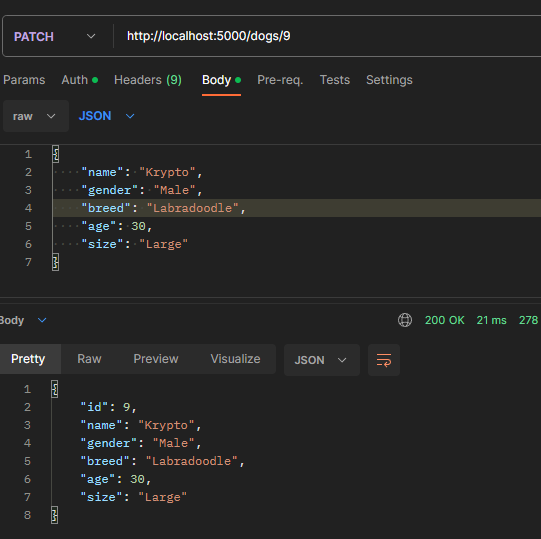 PATCH http://localhost:5000/dogs/9
Params Auth Headers (9) Body Pre-req. Tests Settings
raw JSON
1 {
2 "name": "Krypto",
3 "gender": "Male",
4 "breed": "Labradoodle",
5 "age": 30,
6 "size": "Large"
7 }
Body 200 OK 21 ms 278
Pretty Raw Preview Visualize JSON
1 {
2 "id": 9,
3 "name": "Krypto",
4 "gender": "Male",
5 "breed": "Labradoodle",
6 "age": 30,
7 "size": "Large"
8 }